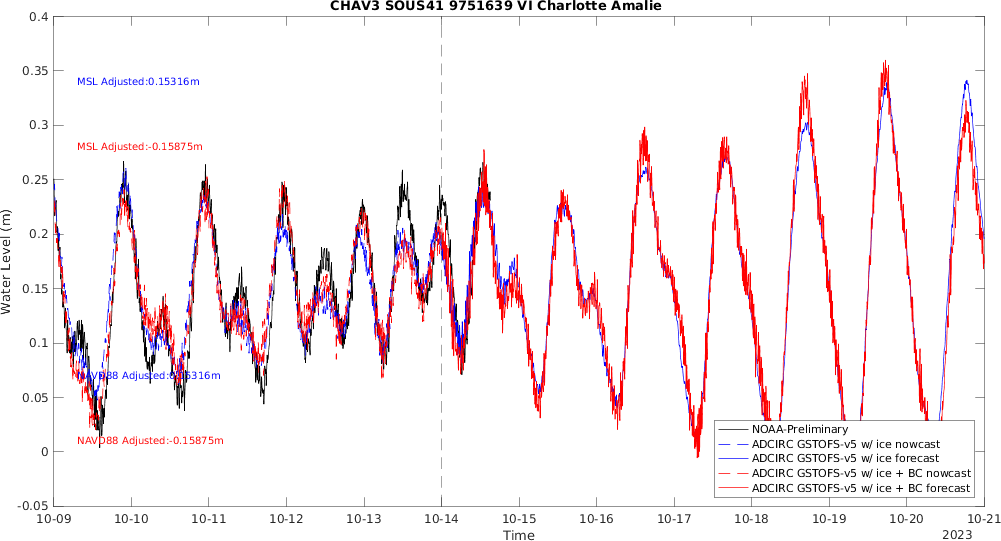 CHAV3 SOUS41 9751639 VI Charlotte Amalie
0.4
0.35
0.3
0.25
0.2
0.15
0.1
0.05
0
-0.05
Water Level (m)
MSL Adjusted:0.15316m
MSL Adjusted:-0.15875m
NAVD88 Adjusted:0.15316m
NAVD88 Adjusted:-0.15875m
NOAA-Preliminary
ADCIRC GSTOFS-v5 w/ ice nowcast
ADCIRC GSTOFS-v5 w/ ice forecast
ADCIRC GSTOFS-v5 w/ ice + BC nowcast
ADCIRC GSTOFS-v5 w/ ice + BC forecast
10-09 10-10 10-11 10-12 10-13 10-14 10-15 10-16 10-17 10-18 10-19 10-20 10-21
Time
2023